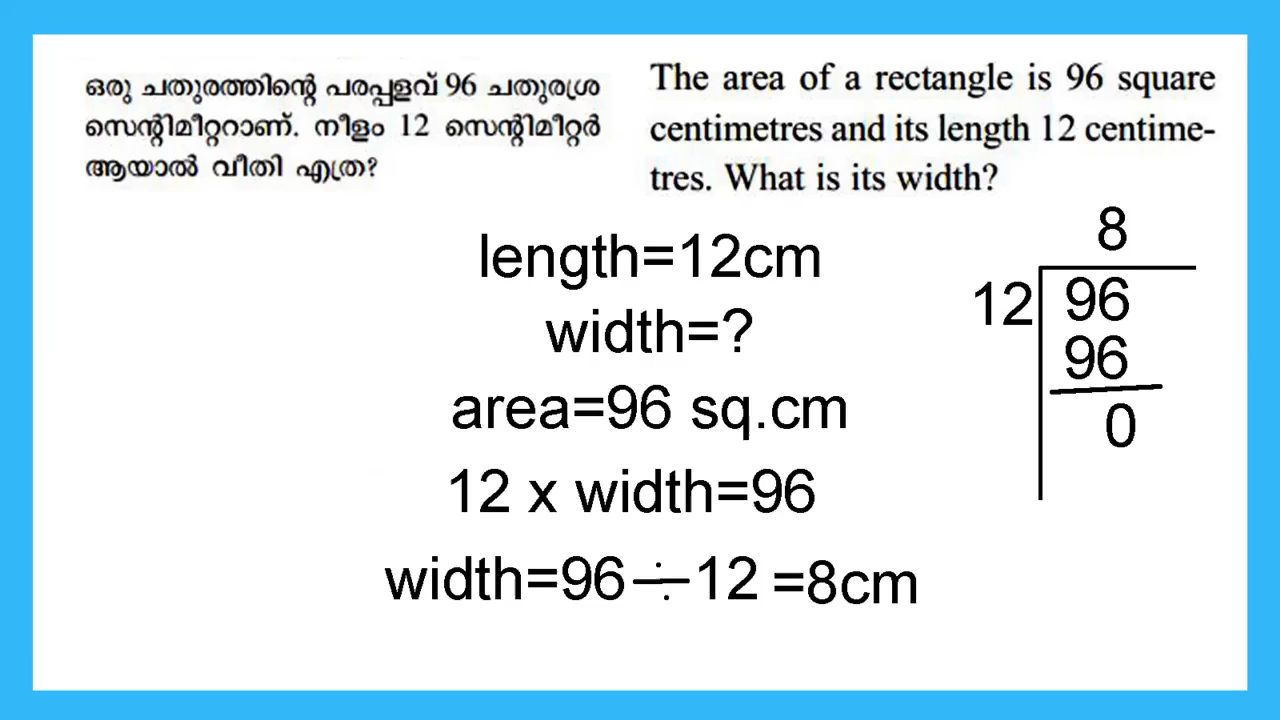 ഒരു ചതുരത്തിന്റെ പരപ്പളവ് 96 ചതുരശ്ര
സെന്റിമീറ്ററാണ്. നീളം 12 സെന്റിമീറ്റർ
ആയാൽ വീതി എത്ര?
The area of a rectangle is 96 square
centimetres and its length 12 centime-
tres. What is its width?
length=12cm
width=?
area=96 sq.cm
12 x width=96
width=96÷12 =8cm
8
12 96
96
0